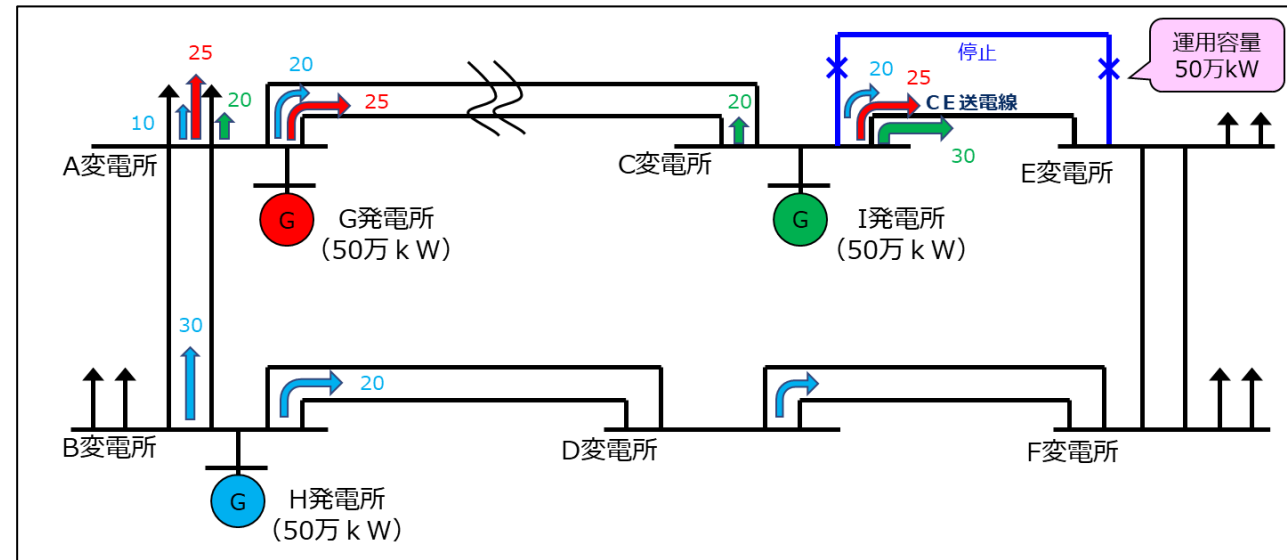 25
20
10
20
A変電所
20
25
G
G発電所
(50万ｋW)
20
C変電所
停止
20
25
CE送電線
30
G
I発電所
(50万ｋW)
E変電所
運用容量
50万kW
30
B変電所
20
G
H発電所
(50万ｋW)
D変電所
F変電所